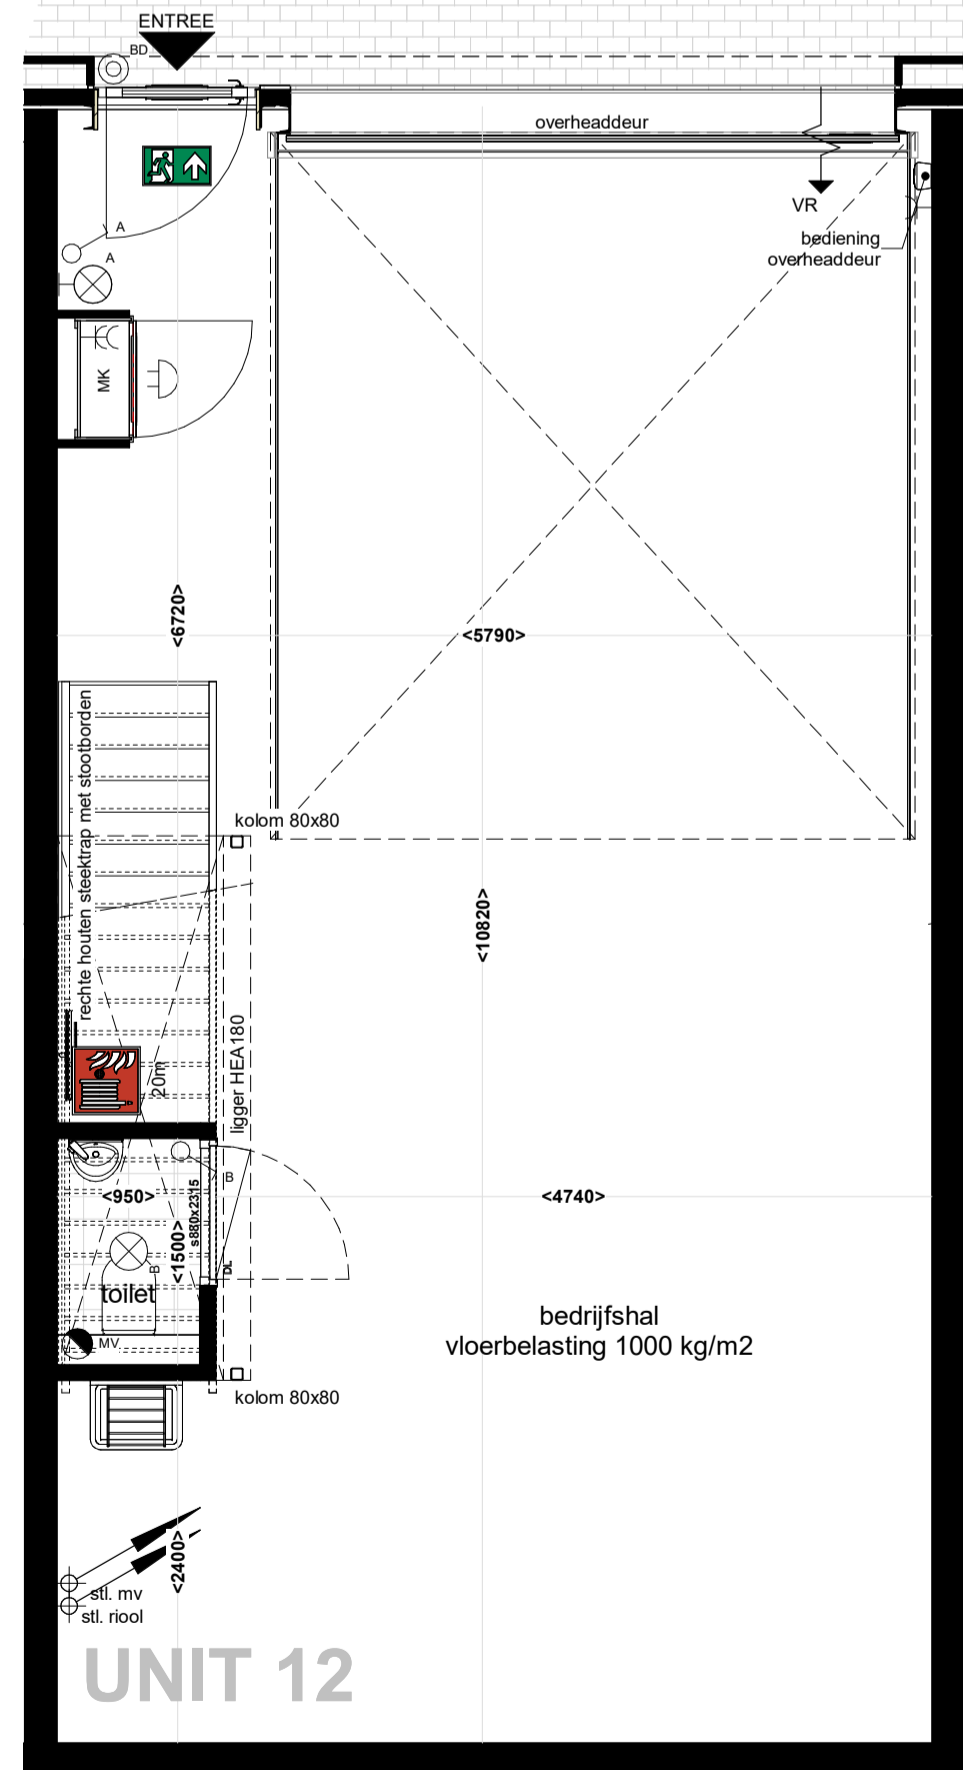 ENTREE
BD
overheaddeur
VR
bediening
overheaddeur
A
A
MK
<6720>
<5790>
rechte houten steektrap met stootborden
kolom 80x80
<10820>
ligger HEA180
20m
<950>
B
s880x2315
<4740>
<1500>
B
DL
toilet
bedrijfshal
vloerbelasting 1000 kg/m2
MV
kolom 80x80
<2400>
stl. mv
stl. riool
UNIT 12